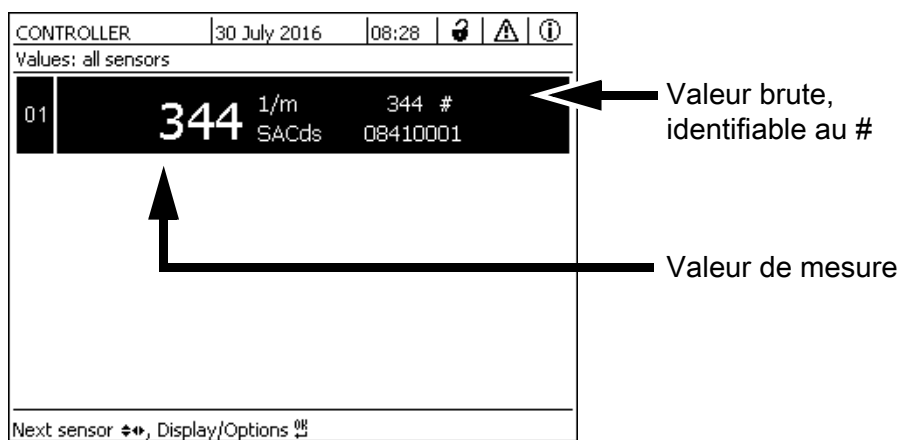 CONTROLLER 30 July 2016 08:28
Values: all sensors
01 344 1/m 344 #
SACds 08410001
Valeur brute,
identifiable au #
Valeur de mesure
Next sensor, Display/Options OK